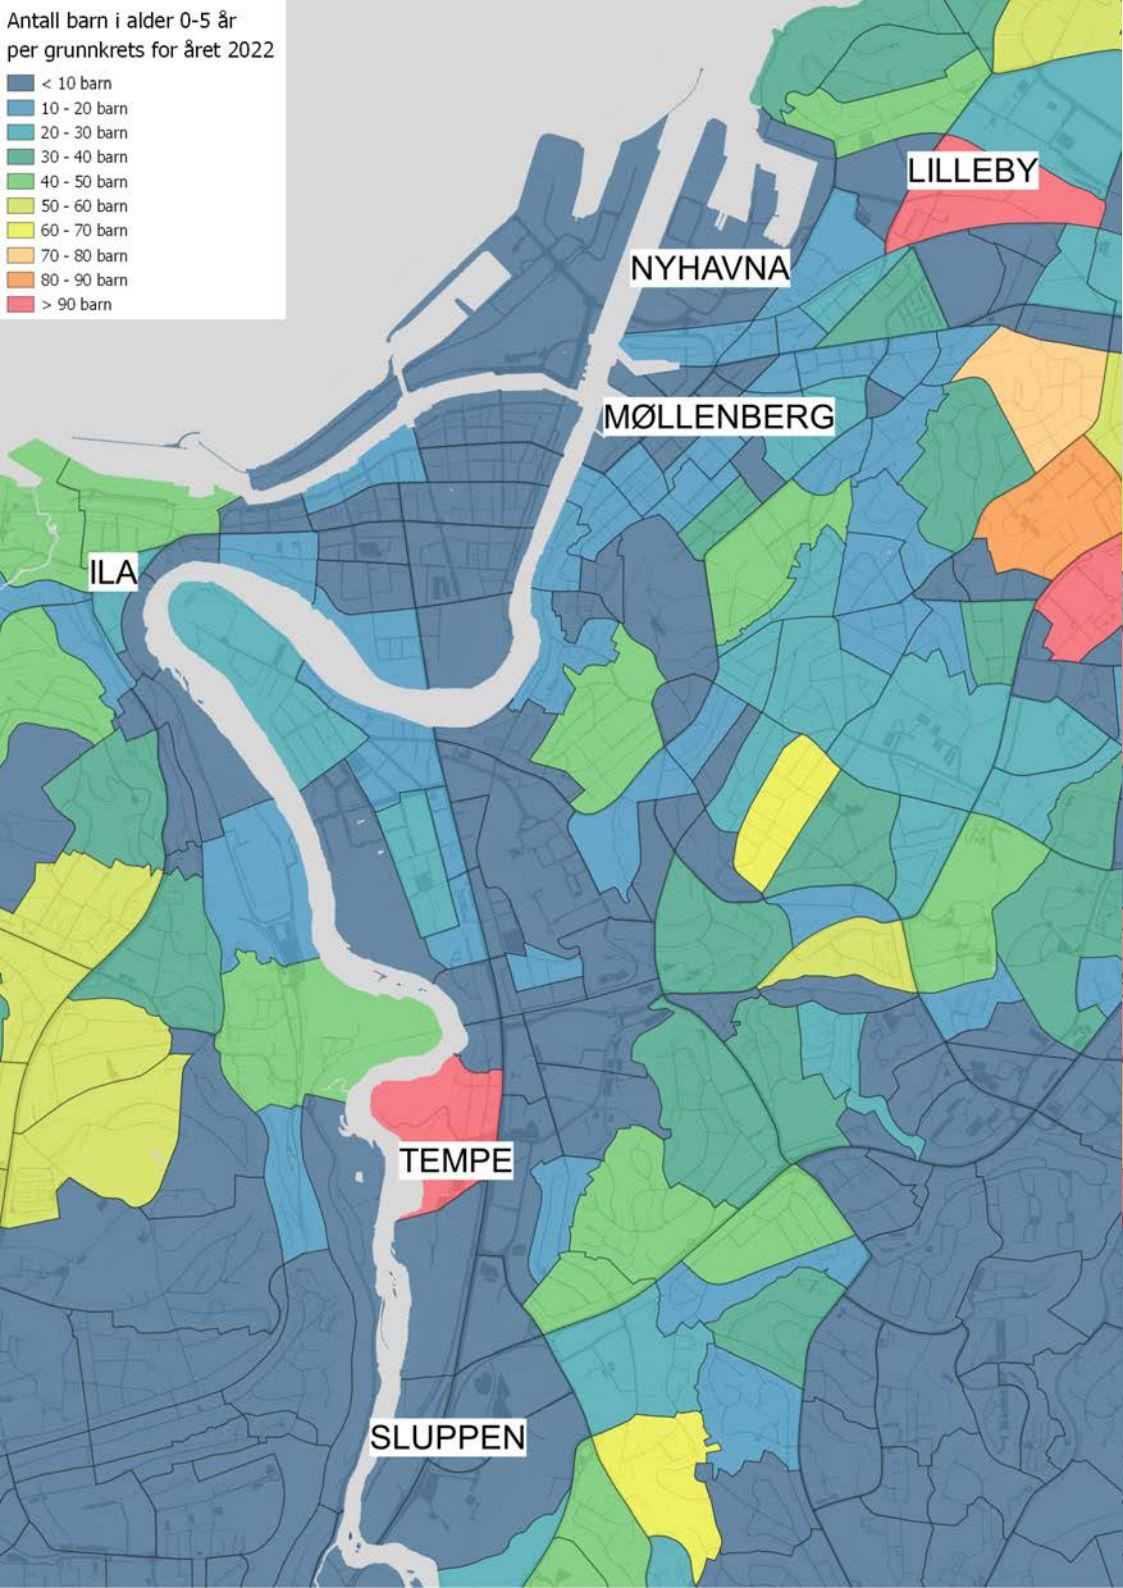 Antall barn i alder 0-5 år
per grunnkrets for året 2022
< 10 barn
10 - 20 barn
20 - 30 barn
30 - 40 barn
40 - 50 barn
50 - 60 barn
60 - 70 barn
70 - 80 barn
80 - 90 barn
> 90 barn
LILLEBY
NYHAVNA
MØLLENBERG
ILA
TEMPE
SLUPPEN